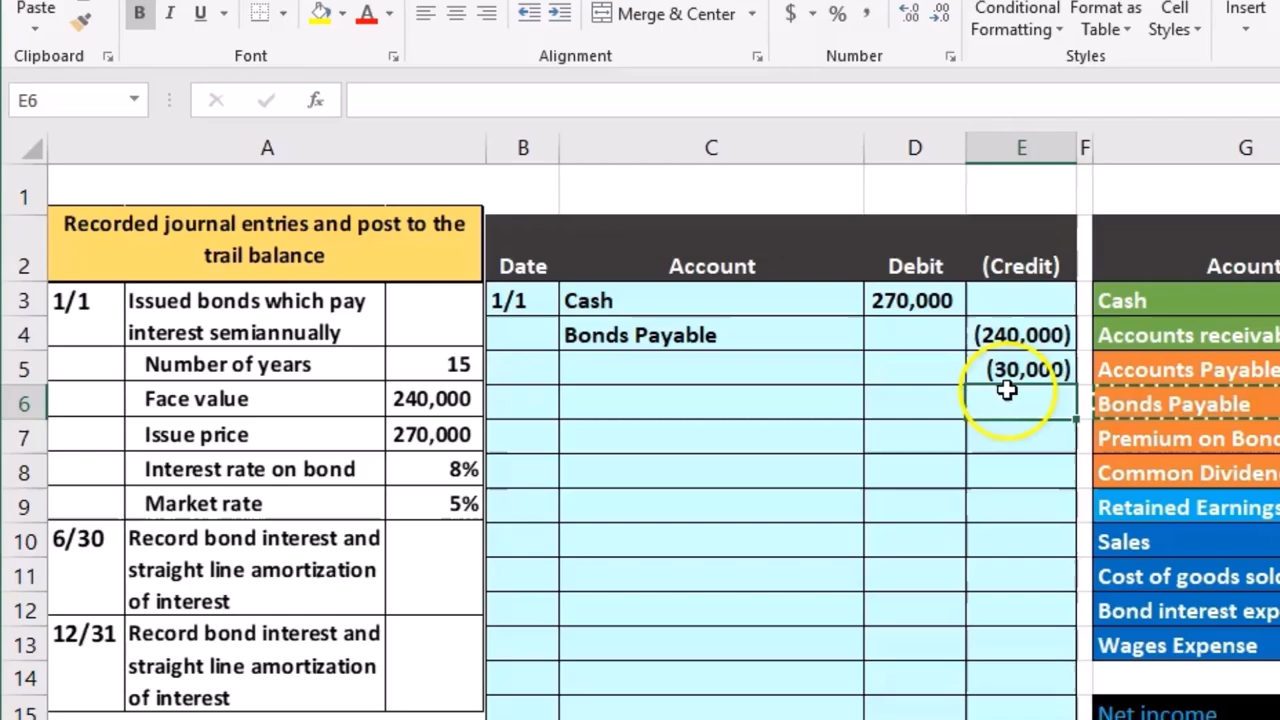 Paste
B I U A
Merge & Center
$ % , .00 .0
Conditional Formatting
Format as Table
Cell Styles
Insert
Clipboard
Font
Alignment
Number
Styles
E6
fx
A B C D E F G
1
Recorded journal entries and post to the
trail balance
2 Date Account Debit (Credit) Acount
3 1/1 Issued bonds which pay 1/1 Cash 270,000 Cash
4 interest semiannually Bonds Payable (240,000) Accounts receivab
5 Number of years 15 (30,000) Accounts Payable
6 Face value 240,000 Bonds Payable
7 Issue price 270,000 Premium on Bond
8 Interest rate on bond 8% Common Dividen
9 Market rate 5% Retained Earnings
10 6/30 Record bond interest and Sales
11 straight line amortization Cost of goods sol
12 of interest Bond interest exp
13 12/31 Record bond interest and Wages Expense
14 straight line amortization
of interest
15 Net income